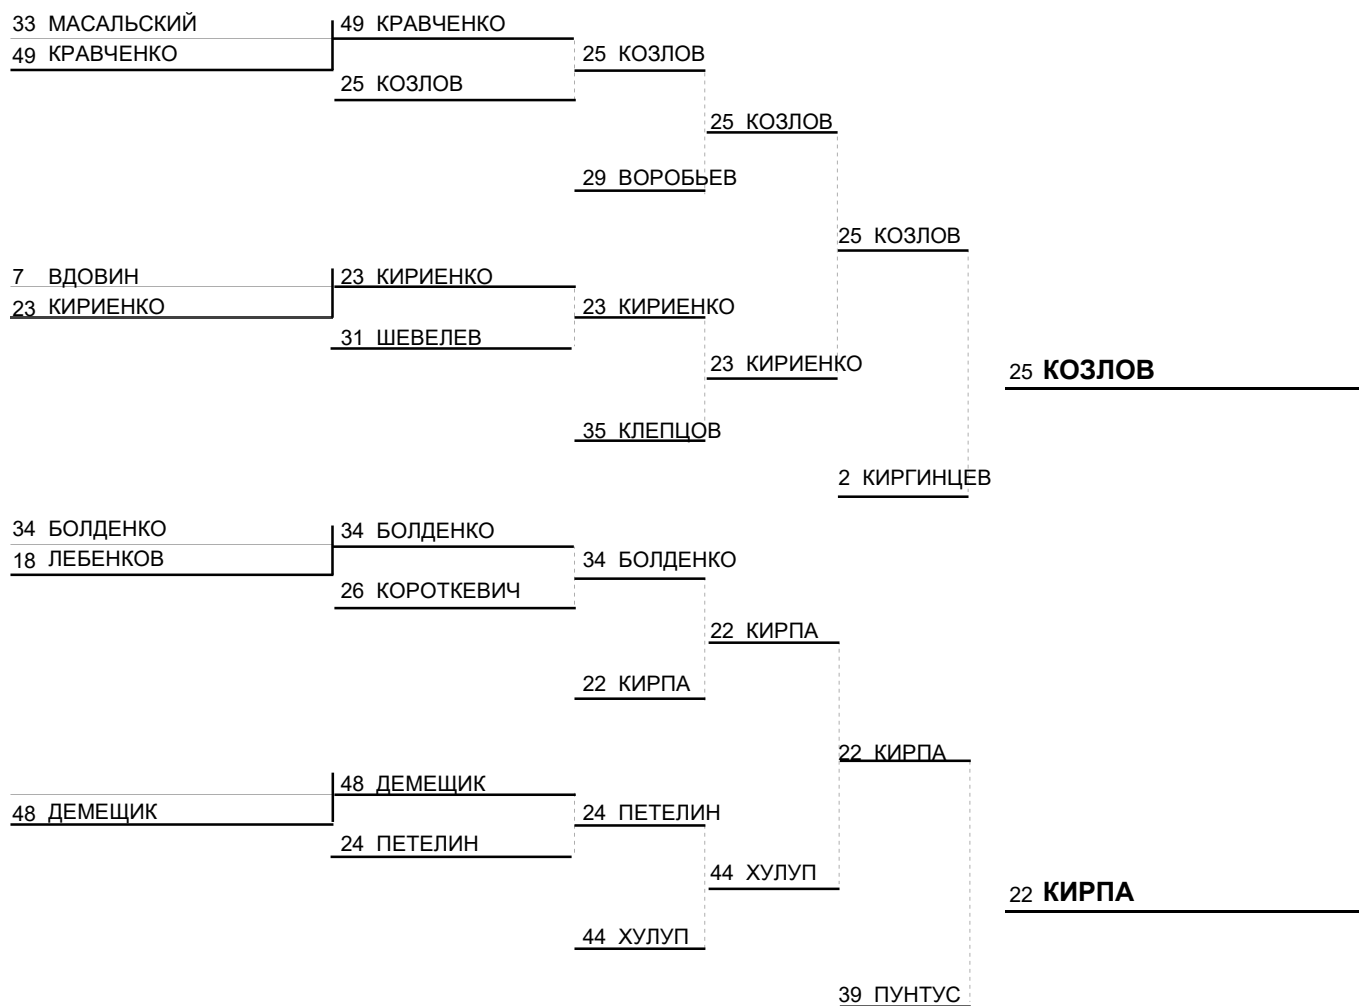 33 МАСАЛЬСКИЙ
49 КРАВЧЕНКО
49 КРАВЧЕНКО
25 КОЗЛОВ
25 КОЗЛОВ
25 КОЗЛОВ
29 ВОРОБЬЕВ
25 КОЗЛОВ
7 ВДОВИН
23 КИРИЕНКО
23 КИРИЕНКО
23 КИРИЕНКО
31 ШЕВЕЛЕВ
23 КИРИЕНКО
25 КОЗЛОВ
35 КЛЕПЦОВ
2 КИРГИНЦЕВ
34 БОЛДЕНКО
18 ЛЕБЕНКОВ
34 БОЛДЕНКО
34 БОЛДЕНКО
26 КОРОТКЕВИЧ
22 КИРПА
22 КИРПА
22 КИРПА
48 ДЕМЕЩИК
48 ДЕМЕЩИК
24 ПЕТЕЛИН
24 ПЕТЕЛИН
44 ХУЛУП
22 КИРПА
44 ХУЛУП
39 ПУНТУС